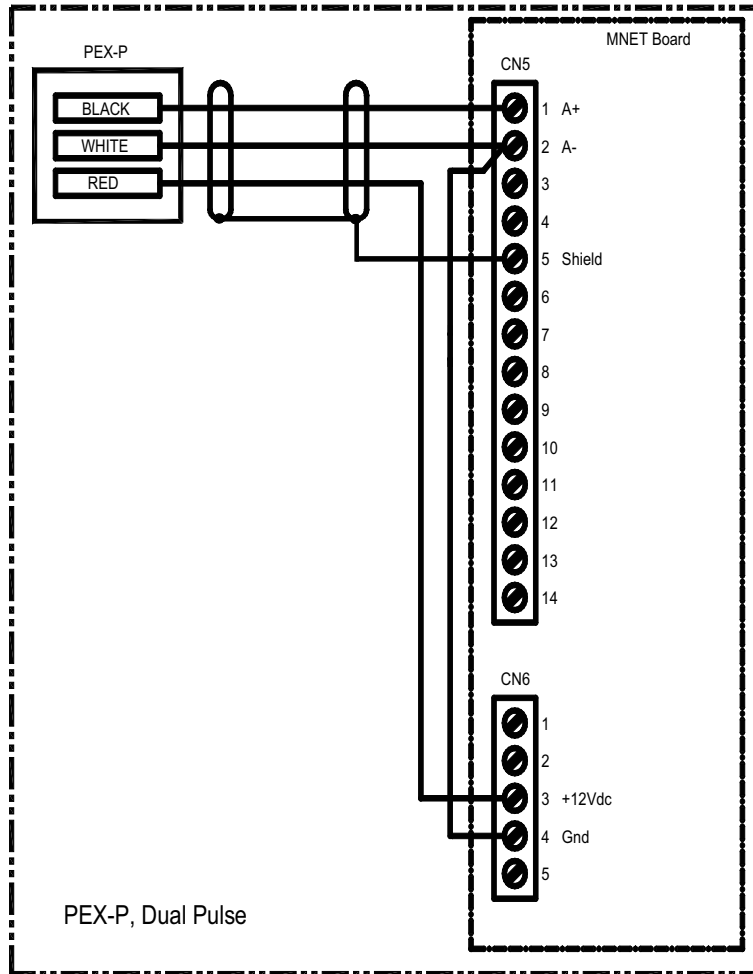 MNET Board
PEX-P
CN5
BLACK
WHITE
RED
1 A+
2 A-
3
4
5 Shield
6
7
8
9
10
11
12
13
14
CN6
1
2
3 +12Vdc
4 Gnd
5
PEX-P, Dual Pulse